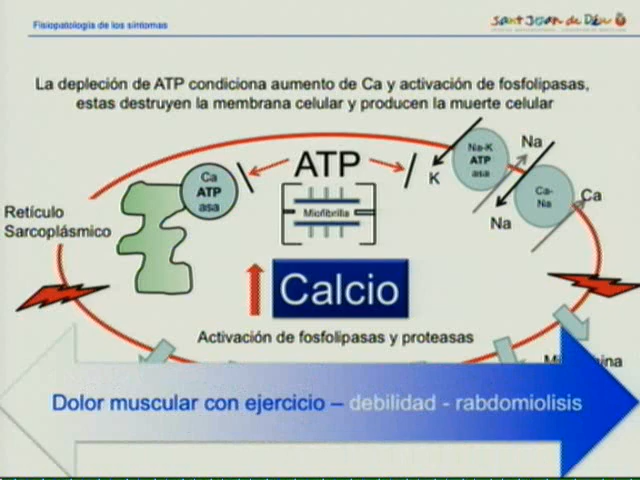 Fisiopatología de los síntomas
sant Joan de Déu
La depleción de ATP condiciona aumento de Ca y activación de fosfolipasas,
estas destruyen la membrana celular y producen la muerte celular
ATP
Na-K
ATP
asa
Na
K
Ca
ATP
asa
Ca-
Na
Ca
Na
Retículo
Sarcoplásmico
Miofibrilla
Calcio
Activación de fosfolipasas y proteasas
Dolor muscular con ejercicio – debilidad - rabdomiolisis